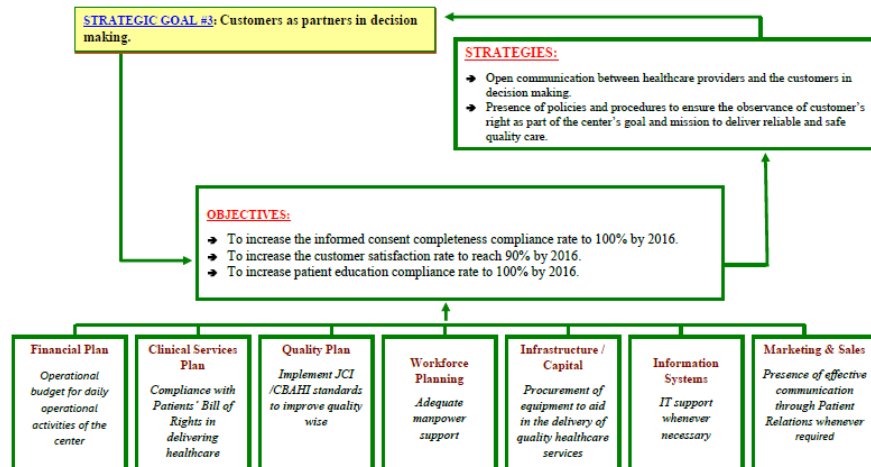 STRATEGIC GOAL #3: Customers as partners in decision
making.
STRATEGIES:
➔ Open communication between healthcare providers and the customers in
decision making.
➔ Presence of policies and procedures to ensure the observance of customer's
right as part of the center's goal and mission to deliver reliable and safe
quality care.
OBJECTIVES:
➔ To increase the informed consent completeness compliance rate to 100% by 2016.
➔ To increase the customer satisfaction rate to reach 90% by 2016.
➔ To increase patient education compliance rate to 100% by 2016.
Financial Plan
Operational
budget for daily
operational
activities of the
center
Clinical Services
Plan
Compliance with
Patients' Bill of
Rights in
delivering
healthcare
Quality Plan
Implement JCI
/CBAHI standards
to improve quality
wise
Workforce
Planning
Adequate
manpower
support
Infrastructure /
Capital
Procurement of
equipment to aid
in the delivery of
quality healthcare
services
Information
Systems
IT support
whenever
necessary
Marketing & Sales
Presence of effective
communication
through Patient
Relations whenever
required